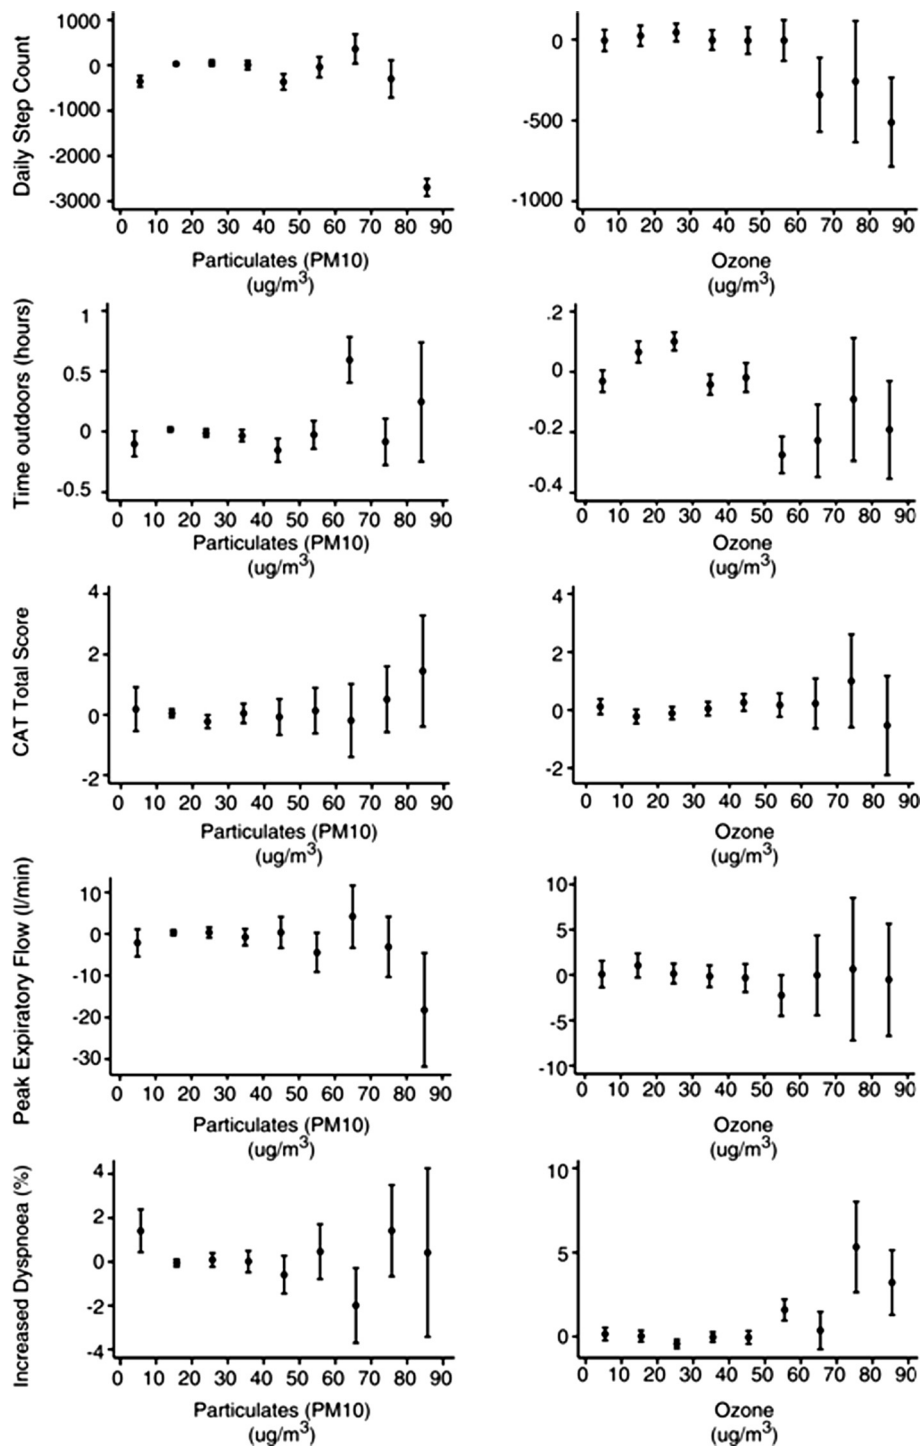 Daily Step Count
1000
0
-1000
-2000
-3000
0 10 20 30 40 50 60 70 80 90
Particulates (PM10)
(ug/m3)
0
-500
-1000
0 10 20 30 40 50 60 70 80 90
Ozone
(ug/m3)
Time outdoors (hours)
1
0.5
0
-0.5
0 10 20 30 40 50 60 70 80 90
Particulates (PM10)
(ug/m3)
.2
0
-0.2
-0.4
0 10 20 30 40 50 60 70 80 90
Ozone
(ug/m3)
CAT Total Score
4
2
0
-2
0 10 20 30 40 50 60 70 80 90
Particulates (PM10)
(ug/m3)
4
2
0
-2
0 10 20 30 40 50 60 70 80 90
Ozone
(ug/m3)
Peak Expiratory Flow (l/min)
10
0
-10
-20
-30
0 10 20 30 40 50 60 70 80 90
Particulates (PM10)
(ug/m3)
10
5
0
-5
-10
0 10 20 30 40 50 60 70 80 90
Ozone
(ug/m3)
Increased Dyspnoea (%)
4
2
0
-2
-4
0 10 20 30 40 50 60 70 80 90
Particulates (PM10)
(ug/m3)
10
5
0
0 10 20 30 40 50 60 70 80 90
Ozone
(ug/m3)